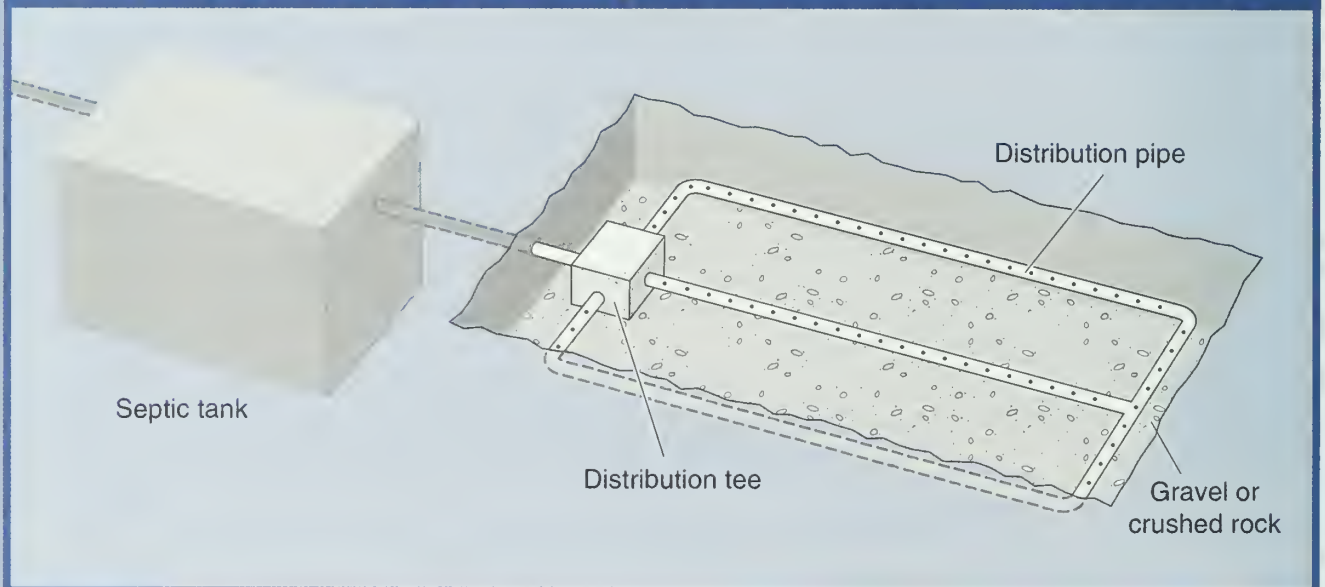 Distribution pipe
Septic tank
Distribution tee
Gravel or
crushed rock